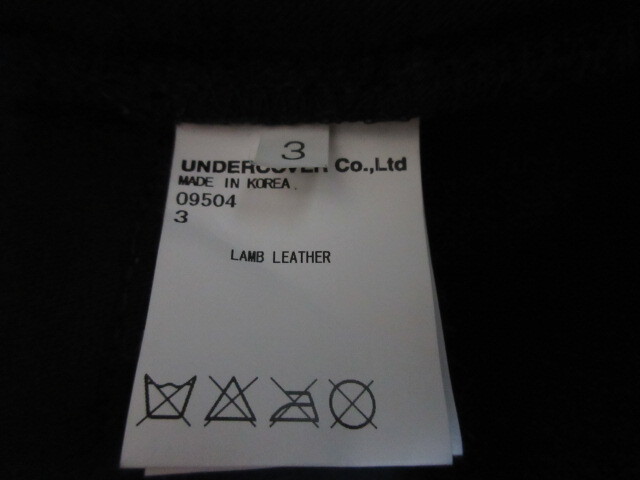 3
UNDERCOVER Co.,Ltd
MADE IN KOREA.
09504
3
LAMB LEATHER